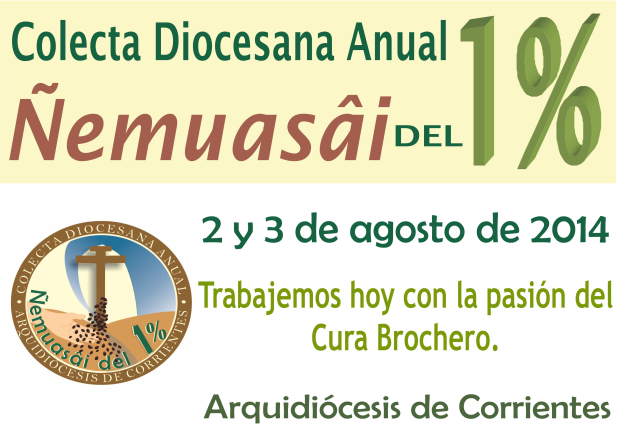 Colecta Diocesana Anual
Ñemuasâi DEL 1%
2 y 3 de agosto de 2014
COLECTA DIOCESANA ANUAL
Ñemuasâi del 1%
ARQUIDIÓCESIS DE CORRIENTES
Trabajemos hoy con la pasión del
Cura Brochero.
Arquidiócesis de Corrientes